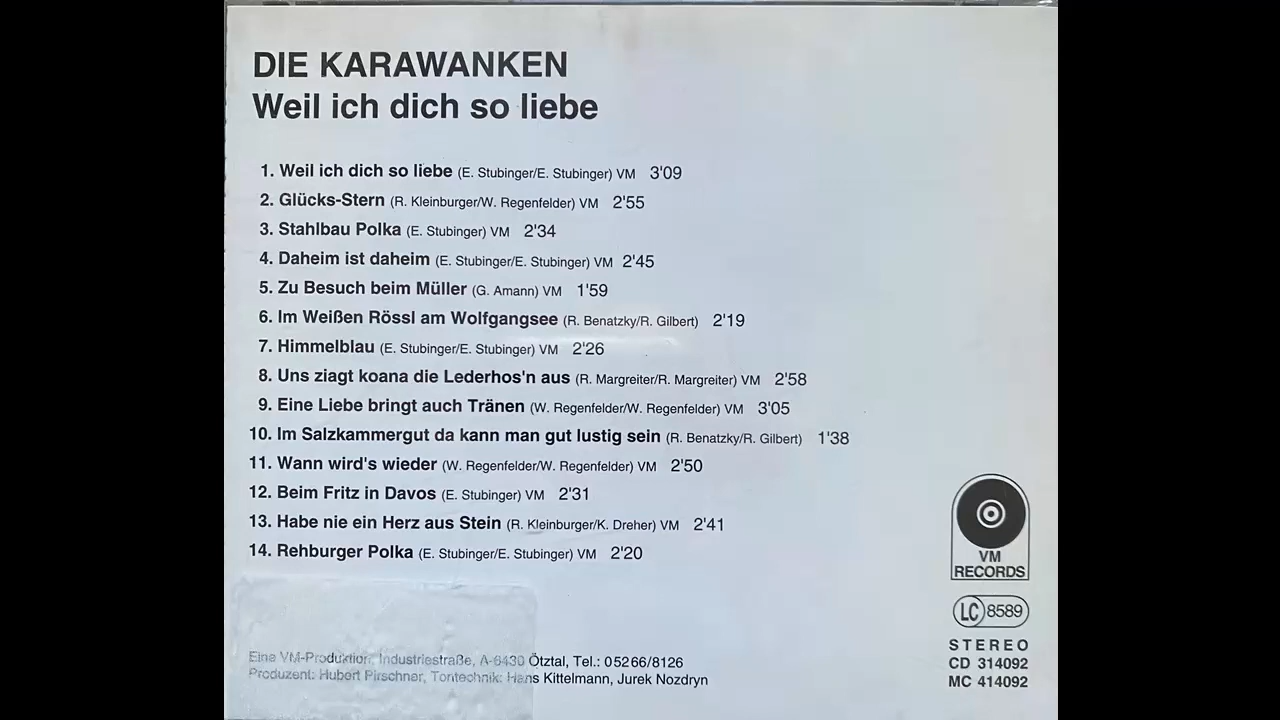 DIE KARAWANKEN
Weil ich dich so liebe
1. Weil ich dich so liebe (E. Stubinger/E. Stubinger) VM 3'09
2. Glücks-Stern (R. Kleinburger/W. Regenfelder) VM 2'55
3. Stahlbau Polka (E. Stubinger) VM 2'34
4. Daheim ist daheim (E. Stubinger/E. Stubinger) VM 2'45
5. Zu Besuch beim Müller (G. Amann) VM 1'59
6. Im Weißen Rössl am Wolfgangsee (R. Benatzky/R. Gilbert) 2'19
7. Himmelblau (E. Stubinger/E. Stubinger) VM 2'26
8. Uns ziagt koana die Lederhos'n aus (R. Margreiter/R. Margreiter) VM 2'58
9. Eine Liebe bringt auch Tränen (W. Regenfelder/W. Regenfelder) VM 3'05
10. Im Salzkammergut da kann man gut lustig sein (R. Benatzky/R. Gilbert) 1'38
11. Wann wird's wieder (W. Regenfelder/W. Regenfelder) VM 2'50
12. Beim Fritz in Davos (E. Stubinger) VM 2'31
13. Habe nie ein Herz aus Stein (R. Kleinburger/K. Dreher) VM 2'41
14. Rehburger Polka (E. Stubinger/E. Stubinger) VM 2'20
VM
RECORDS
LC 8589
STEREO
CD 314092
MC 414092
Eine VM-Produktion, Industriestraße, A-6430 Ötztal, Tel.: 05266/8126
Produzent: Hubert Pirschner, Tontechnik: Hans Kittelmann, Jurek Nozdryn